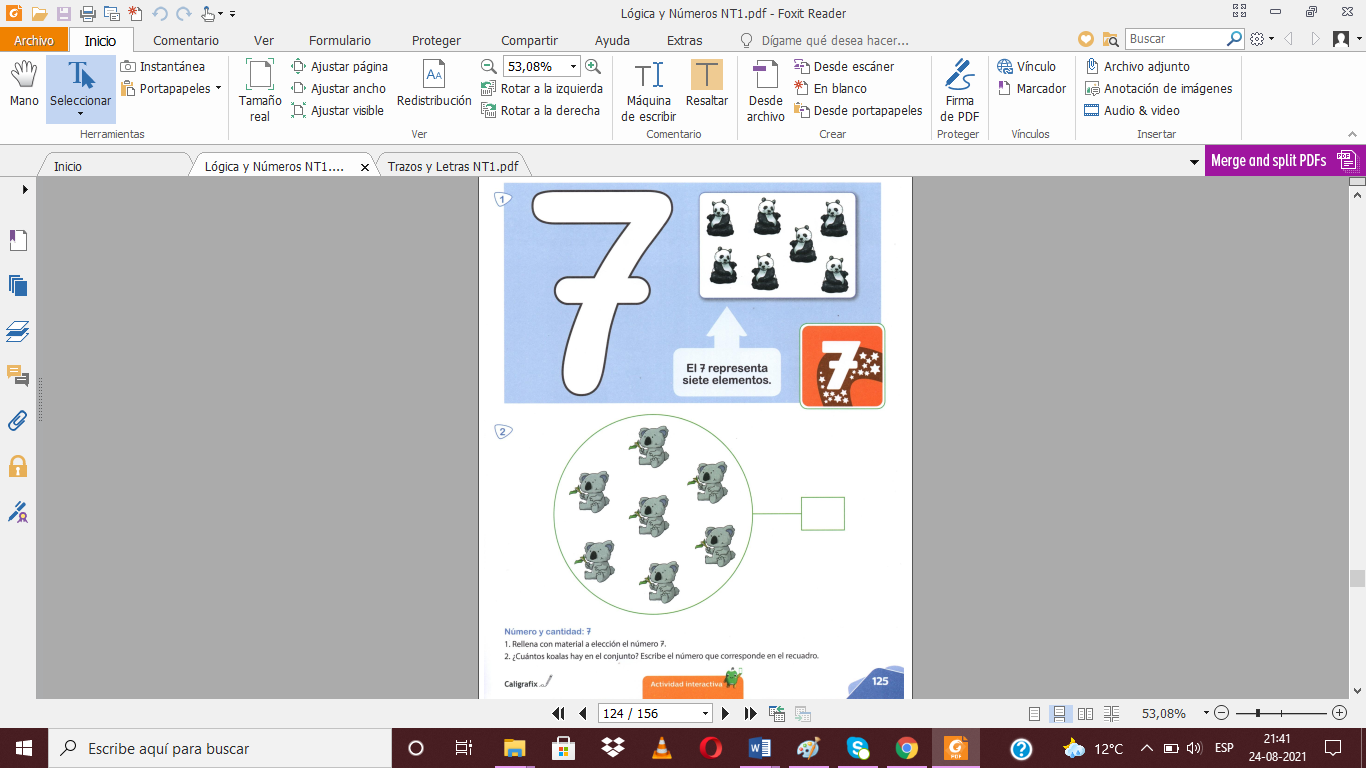 Lógica y Números NT1.pdf - Foxit Reader
Archivo Inicio Comentario Ver Formulario Proteger Compartir Ayuda Extras Dígame qué desea hacer... Buscar
Mano
Seleccionar
Instantánea
Portapapeles
Herramientas
Tamaño real
Ajustar página
Ajustar ancho
Ajustar visible
Redistribución
53,08%
Rotar a la izquierda
Rotar a la derecha
Ver
Máquina de escribir
Resaltar
Comentario
Desde archivo
Desde escáner
En blanco
Desde portapapeles
Crear
Firma de PDF
Proteger
Vínculo
Marcador
Vínculos
Archivo adjunto
Anotación de imágenes
Audio & video
Insertar
Inicio Lógica y Números NT1.... x Trazos y Letras NT1.pdf Merge and split PDFs
1
7
El 7 representa
siete elementos.
7
2
Número y cantidad: 7
1. Rellena con material a elección el número 7.
2. ¿Cuántos koalas hay en el conjunto? Escribe el número que corresponde en el recuadro.
Caligrafix Actividad interactiva 125
124 / 156 53,08%
Escribe aquí para buscar 12°C ESP 21:41
24-08-2021